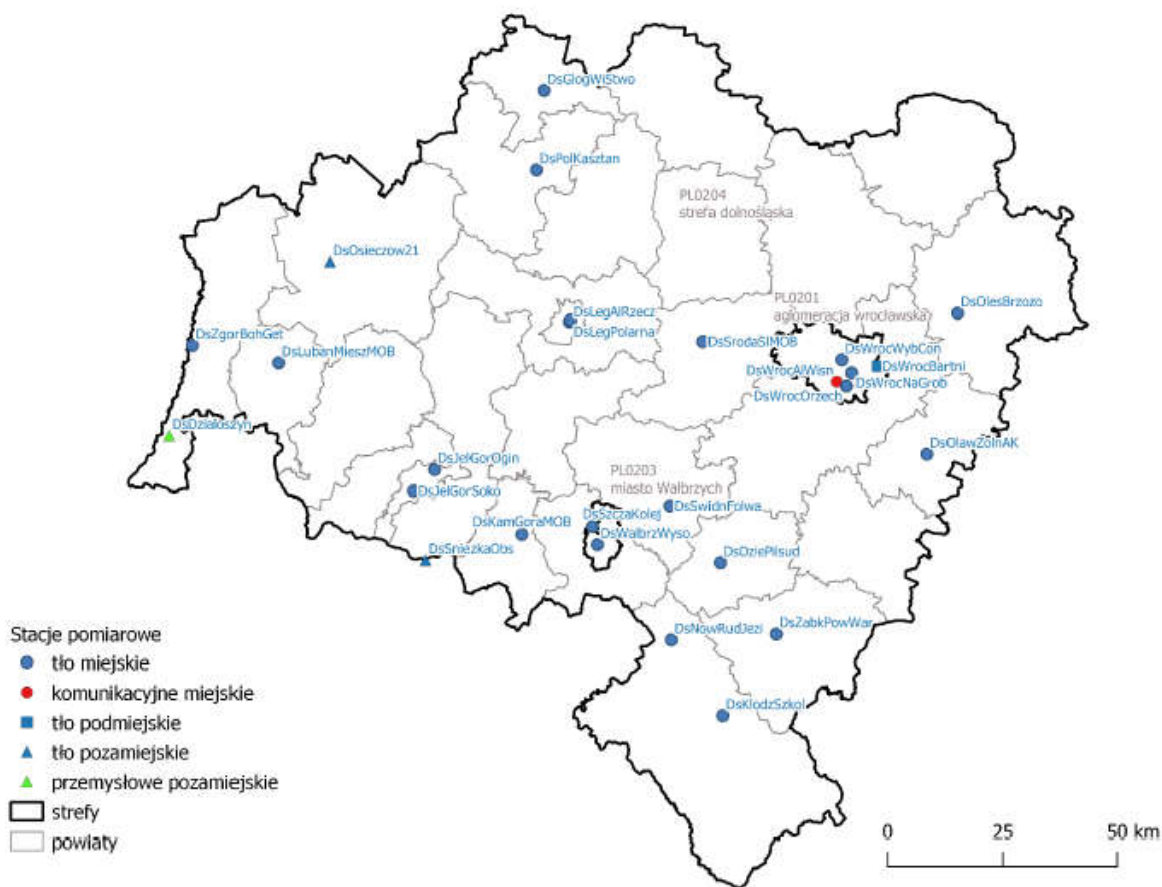 DsGlogWiStwo
DsPolKasztan
PL0204
strefa dolnośląska
DsOsieczow21
PL0201
aglomeracja wrocławska
DsOlesBrzozo
DsLegAlRzecz
DsLegPolarna
DsZgorBohGet
DsSrodaSlMOB
DsLubanMieszMOB
DsWrocWybCon
DsWrocBartni
DsWrocAlWisn
DsWrocNaGrob
DsWrocOrzech
DsDzialoszyn
DsOlawZolnAK
DsJelGorOgin
PL0203
miasto Wałbrzych
DsJelGorSoko
DsSwidnFolwa
DsSzczaKolej
DsKamGoraMOB
DsWalbrzWyso
DsSniezkaObs
DsDziePilsud
DsNowRudJezi
DsZabkPowWar
DsKlodzSzkol
Stacje pomiarowe
tło miejskie
komunikacyjne miejskie
tło podmiejskie
tło pozamiejskie
przemysłowe pozamiejskie
strefy
powiaty
0 25 50 km